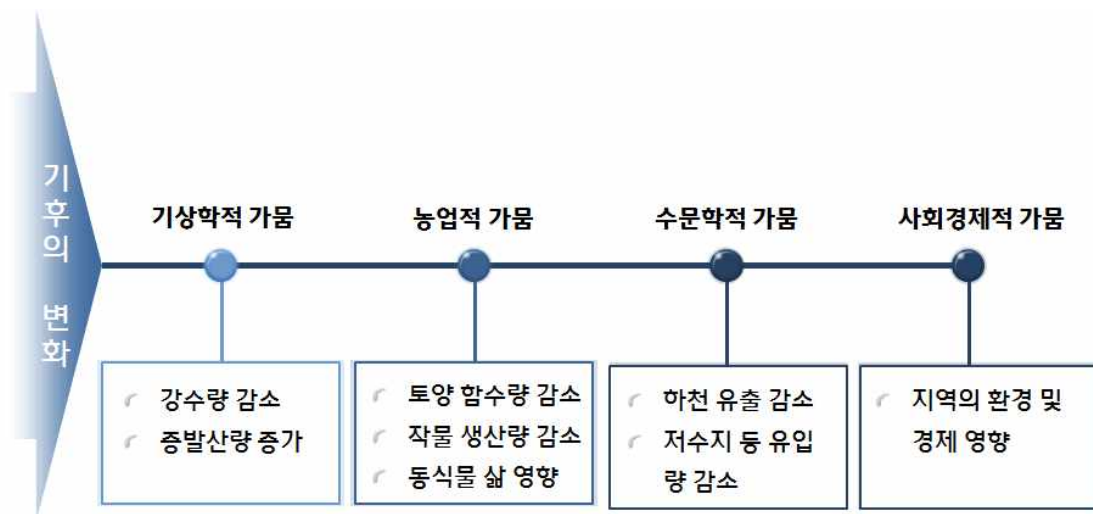 기후의 변화
기상학적 가뭄
농업적 가뭄
수문학적 가뭄
사회경제적 가뭄
강수량 감소
증발산량 증가
토양 함수량 감소
작물 생산량 감소
동식물 삶 영향
하천 유출 감소
저수지 등 유입
량 감소
지역의 환경 및
경제 영향